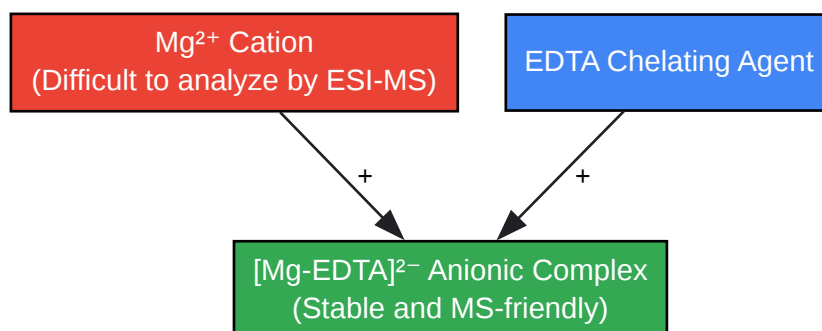 Mg²⁺ Cation
(Difficult to analyze by ESI-MS)
EDTA Chelating Agent
+
+
[Mg-EDTA]²⁻ Anionic Complex
(Stable and MS-friendly)